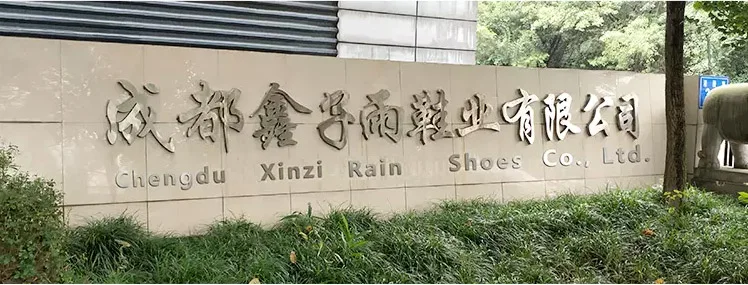 成都鑫子雨鞋业有限公司
Chengdu Xinzi Rain Shoes Co., Ltd.